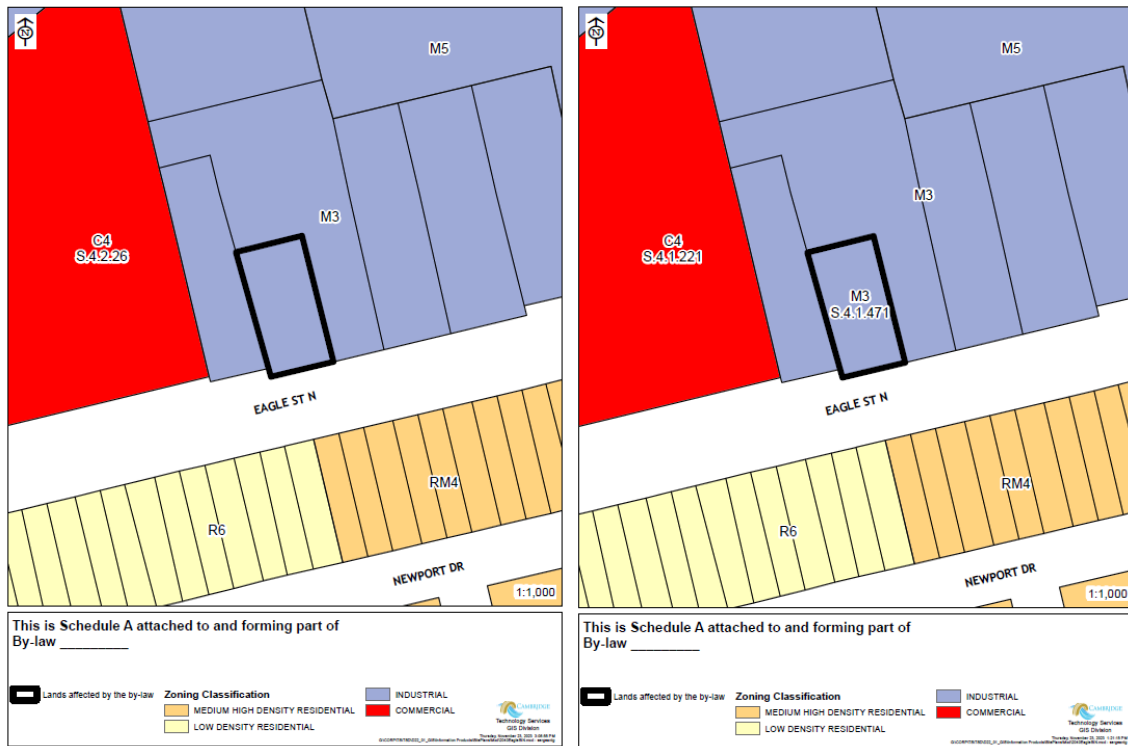 N
M5
M3
C4
S.4.2.26
EAGLE ST N
RM4
R6
NEWPORT DR
1:1,000
This is Schedule A attached to and forming part of
By-law _________
Lands affected by the by-law
Zoning Classification
MEDIUM HIGH DENSITY RESIDENTIAL
LOW DENSITY RESIDENTIAL
INDUSTRIAL
COMMERCIAL
CAMBRIDGE
Technology Services
GIS Division
N
M5
M3
C4
S.4.1.221
M3
S.4.1.471
EAGLE ST N
RM4
R6
NEWPORT DR
1:1,000
This is Schedule A attached to and forming part of
By-law _________
Lands affected by the by-law
Zoning Classification
MEDIUM HIGH DENSITY RESIDENTIAL
LOW DENSITY RESIDENTIAL
INDUSTRIAL
COMMERCIAL
CAMBRIDGE
Technology Services
GIS Division